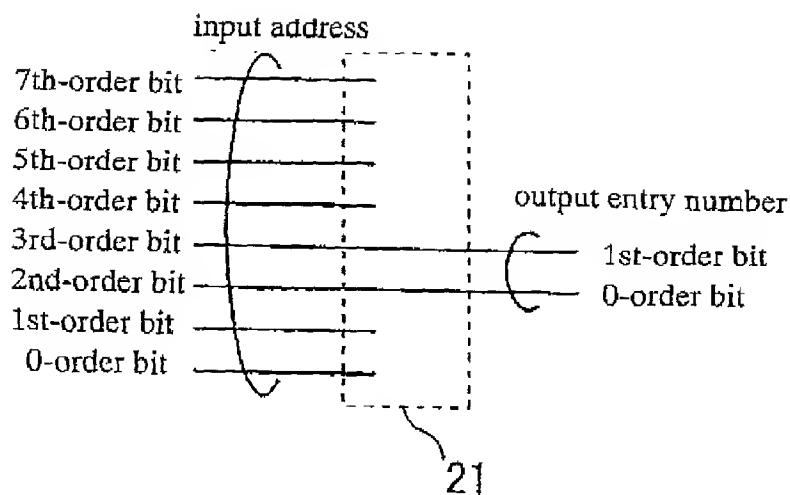 input address
7th-order bit
6th-order bit
5th-order bit
4th-order bit
3rd-order bit
2nd-order bit
1st-order bit
0-order bit
output entry number
1st-order bit
0-order bit
21